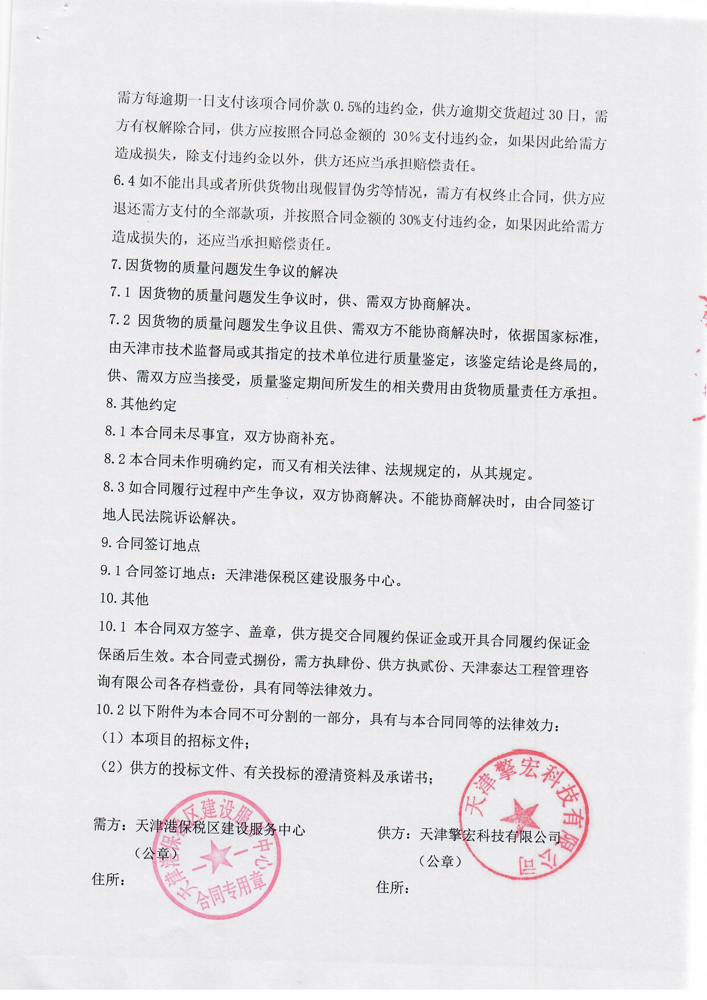 需方每逾期一日支付该项合同价款 0.5%的违约金，供方逾期交货超过 30 日，需
方有权解除合同，供方应按照合同总金额的 30％支付违约金，如果因此给需方
造成损失，除支付违约金以外，供方还应当承担赔偿责任。
6.4 如不能出具或者所供货物出现假冒伪劣等情况，需方有权终止合同，供方应
退还需方支付的全部款项，并按照合同金额的 30%支付违约金，如果因此给需方
造成损失的，还应当承担赔偿责任。
7.因货物的质量问题发生争议的解决
7.1 因货物的质量问题发生争议时，供、需双方协商解决。
7.2 因货物的质量问题发生争议且供、需双方不能协商解决时，依据国家标准，
由天津市技术监督局或其指定的技术单位进行质量鉴定，该鉴定结论是终局的，
供、需双方应当接受，质量鉴定期间所发生的相关费用由货物质量责任方承担。
8.其他约定
8.1 本合同未尽事宜，双方协商补充。
8.2 本合同未作明确约定，而又有相关法律、法规规定的，从其规定。
8.3 如合同履行过程中产生争议，双方协商解决。不能协商解决时，由合同签订
地人民法院诉讼解决。
9.合同签订地点
9.1 合同签订地点：天津港保税区建设服务中心。
10.其他
10.1 本合同双方签字、盖章，供方提交合同履约保证金或开具合同履约保证金
保函后生效。本合同壹式捌份，需方执肆份、供方执贰份、天津泰达工程管理咨
询有限公司各存档壹份，具有同等法律效力。
10.2 以下附件为本合同不可分割的一部分，具有与本合同同等的法律效力：
（1）本项目的招标文件；
（2）供方的投标文件、有关投标的澄清资料及承诺书；
需方：天津港保税区建设服务中心
（公章）
住所：
天津港保税区建设服务中心
合同专用章
供方：天津擎宏科技有限公司
（公章）
住所：
天津擎宏科技有限公司